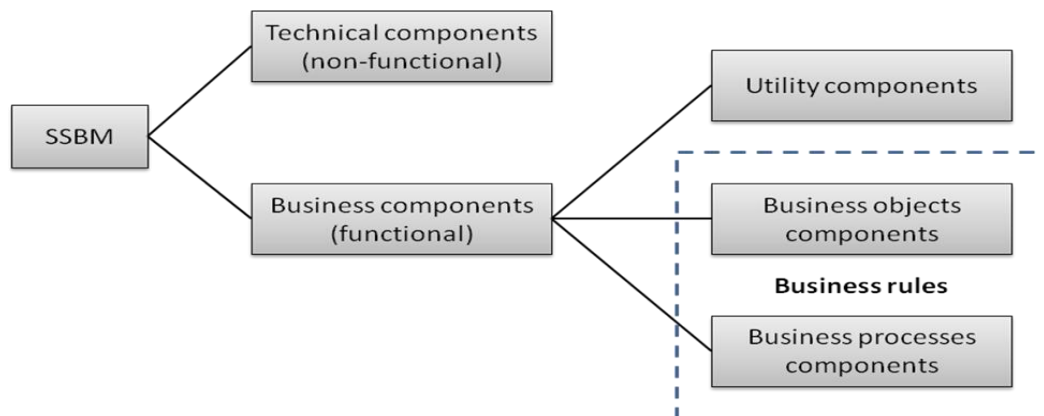 SSBM
Technical components
(non-functional)
Business components
(functional)
Utility components
Business objects
components
Business rules
Business processes
components